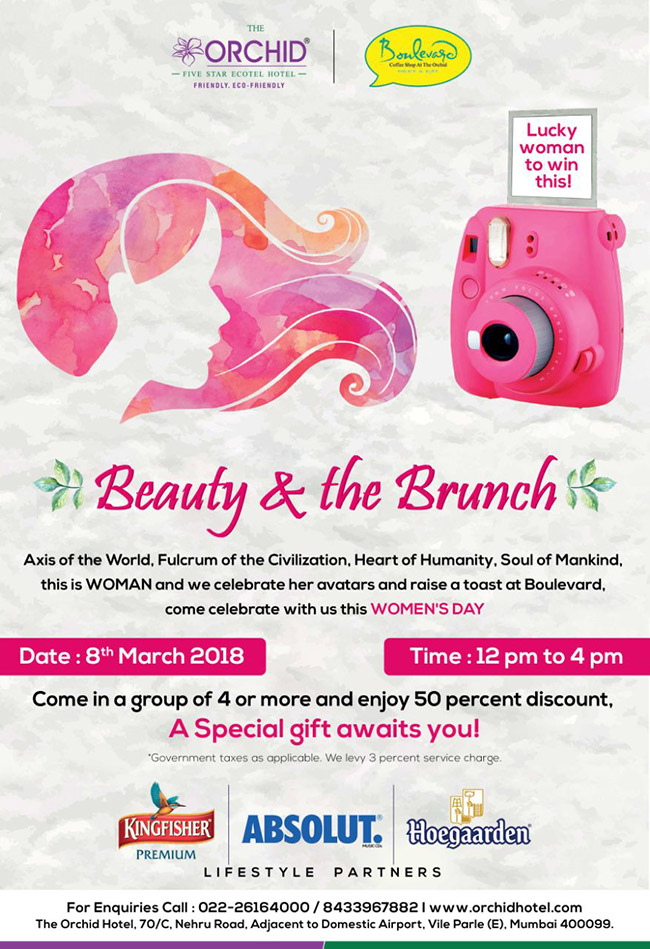 THE
ORCHID®
FIVE STAR ECOTEL HOTEL
FRIENDLY. ECO-FRIENDLY
Boulevard
Coffee Shop At The Orchid
Lucky
woman
to win
this!
Beauty & the Brunch
Axis of the World, Fulcrum of the Civilization, Heart of Humanity, Soul of Mankind,
this is WOMAN and we celebrate her avatars and raise a toast at Boulevard,
come celebrate with us this WOMEN'S DAY
Date : 8th March 2018
Time : 12 pm to 4 pm
Come in a group of 4 or more and enjoy 50 percent discount,
A Special gift awaits you!
*Government taxes as applicable. We levy 3 percent service charge.
KINGFISHER
PREMIUM
ABSOLUT.®
MUSIC CDs
Hoegaarden
LIFESTYLE PARTNERS
For Enquiries Call : 022-26164000 / 8433967882 I www.orchidhotel.com
The Orchid Hotel, 70/C, Nehru Road, Adjacent to Domestic Airport, Vile Parle (E), Mumbai 400099.